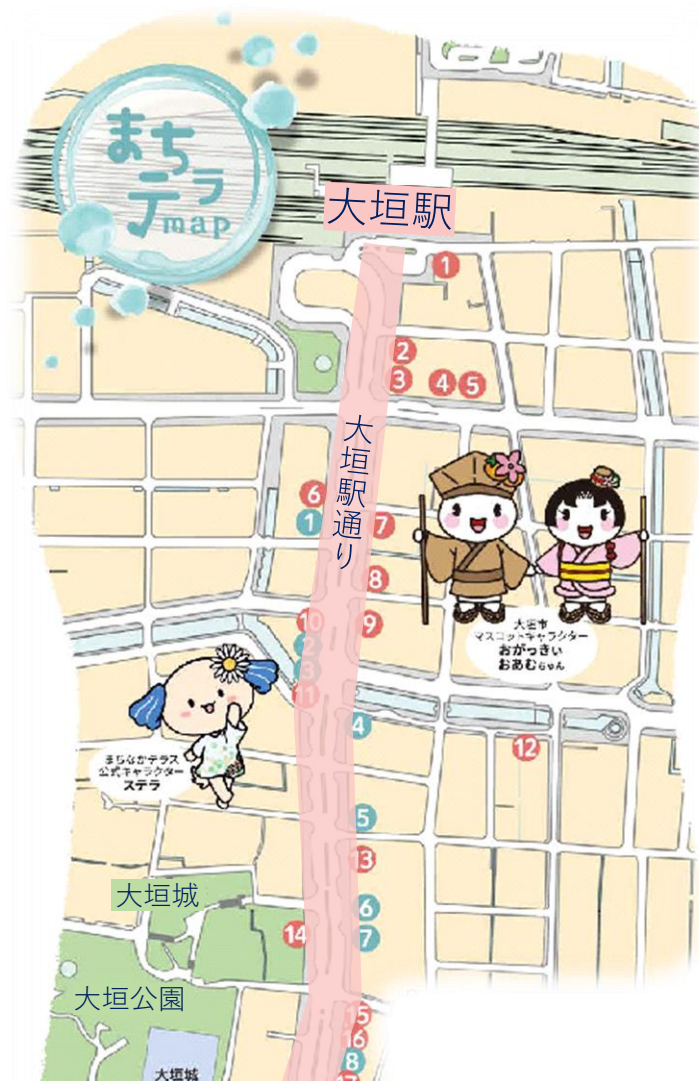 まち
テラ
map
大垣駅
1
2
3
4
5
大垣駅通り
6
1
7
8
10
9
2
3
11
大垣市
マスコットキャラクター
おがっきぃ
おあむちゃん
4
12
まちなかテラス
公式キャラクター
ステラ
5
13
大垣城
6
14
7
大垣公園
15
16
8
大垣城
17